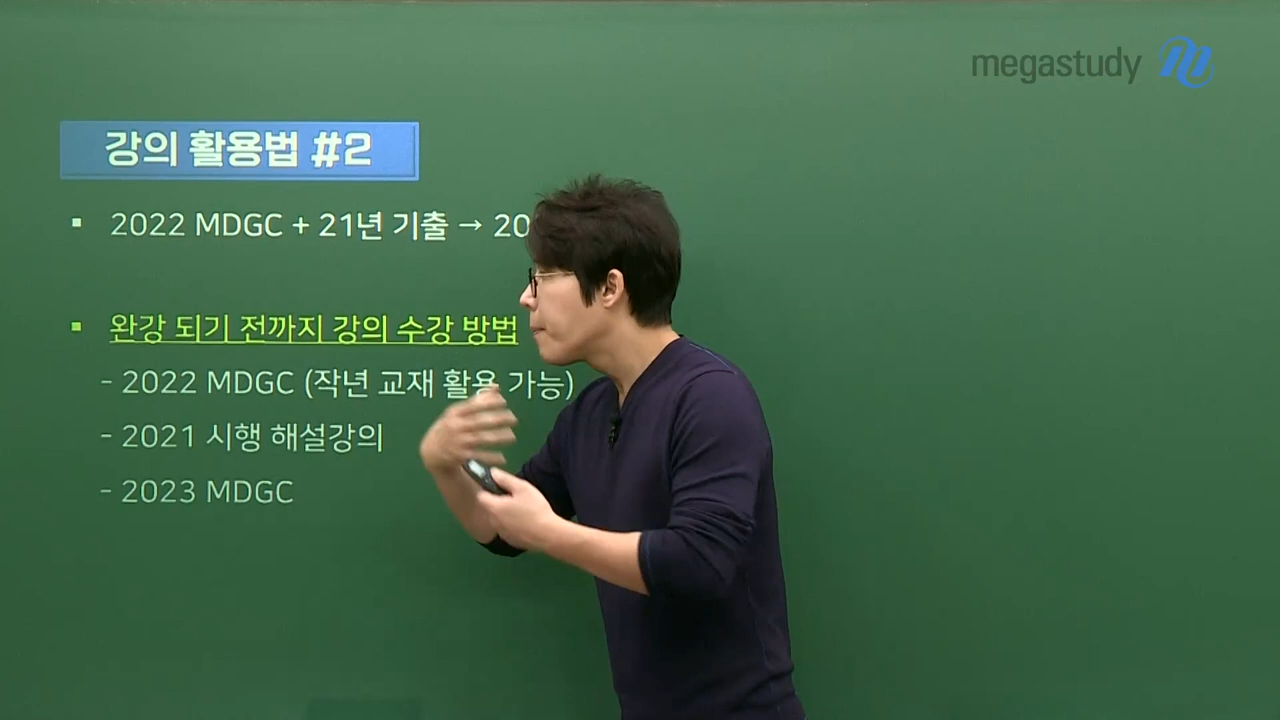 megastudy
강의 활용법 #2
▪ 2022 MDGC + 21년 기출 → 20
▪ 완강 되기 전까지 강의 수강 방법
- 2022 MDGC (작년 교재 활용 가능)
- 2021 시행 해설강의
- 2023 MDGC